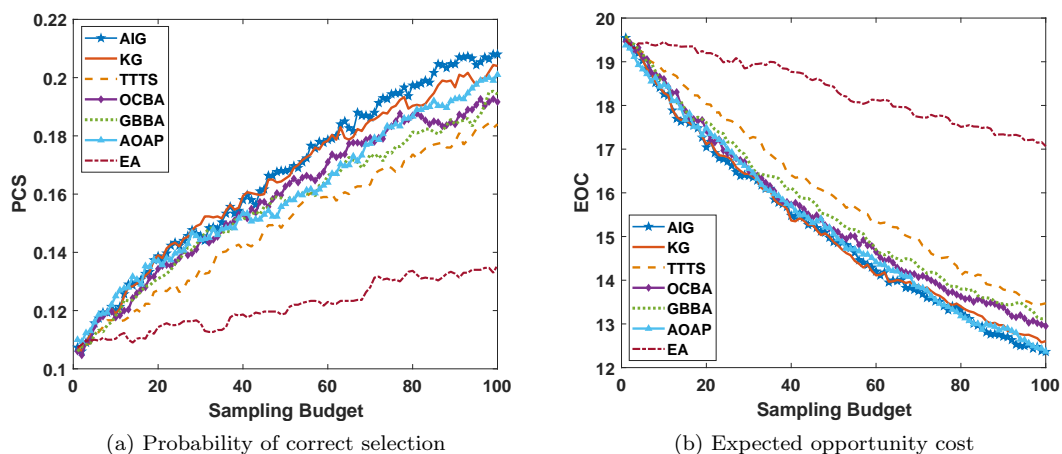 0.22
0.2
0.18
0.16
0.14
0.12
0.1
PCS
AIG
KG
TTTS
OCBA
GBBA
AOAP
EA
0 20 40 60 80 100
Sampling Budget
(a) Probability of correct selection
20
19
18
17
16
15
14
13
12
EOC
AIG
KG
TTTS
OCBA
GBBA
AOAP
EA
0 20 40 60 80 100
Sampling Budget
(b) Expected opportunity cost